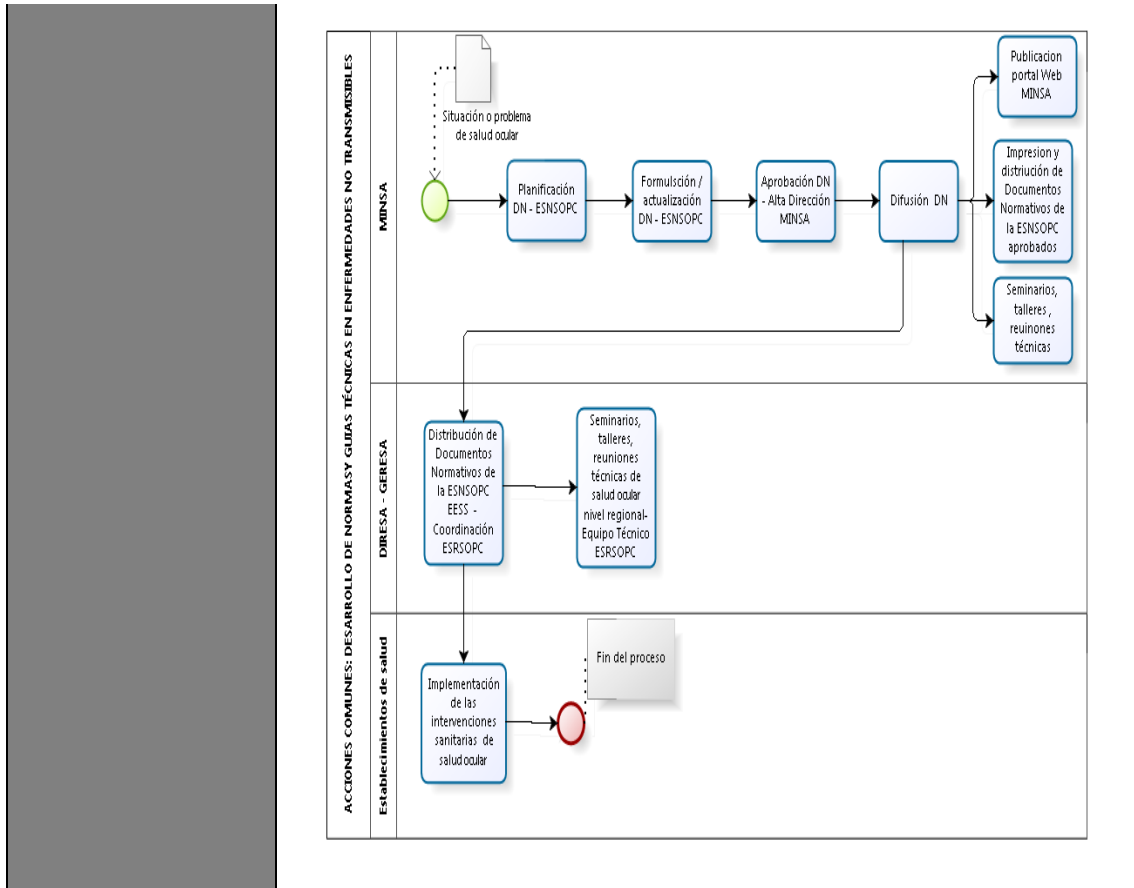 ACCIONES COMUNES: DESARROLLO DE NORMASY GUIAS TÉCNICAS EN ENFERMEDADES NO TRANSMISIBLES
MINSA
Situación o problema
de salud ocular
Planificación
DN - ESNSOPC
Formulsción /
actualización
DN - ESNSOPC
Aprobación DN
- Alta Dirección
MINSA
Difusión DN
Publicacion
portal Web
MINSA
Impresion y
distriución de
Documentos
Normativos de
la ESNSOPC
aprobados
Seminarios,
talleres ,
reuinones
técnicas
DIRESA - GERESA
Distribución de
Documentos
Normativos de
la ESNSOPC
EESS -
Coordinación
ESRSOPC
Seminarios,
talleres,
reuniones
técnicas de
salud ocular
nivel regional-
Equipo Técnico
ESRSOPC
Establecimientos de salud
Implementación
de las
intervenciones
sanitarias de
salud ocular
Fin del proceso